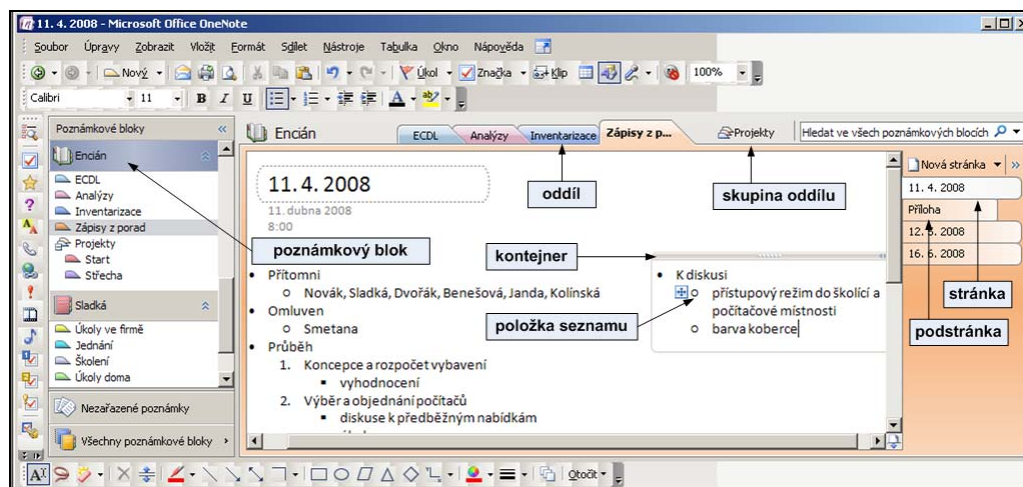 11. 4. 2008 - Microsoft Office OneNote
Soubor Úpravy Zobrazit Vložit Formát Sdílet Nástroje Tabulka Okno Nápověda
Nový Úkol Značka Klip 100%
Calibri 11 B I U A
Poznámkové bloky «
Encián
ECDL
Analýzy
Inventarizace
Zápisy z porad
Projekty
Start
Střecha
Sladká
Úkoly ve firmě
Jednání
Školení
Úkoly doma
Nezařazené poznámky
Všechny poznámkové bloky
Encián ECDL Analýzy Inventarizace Zápisy z p... Projekty Hledat ve všech poznámkových blocích
oddíl
skupina oddílu
poznámkový blok
kontejner
položka seznamu
stránka
podstránka
11. 4. 2008
11. dubna 2008
8:00
• Přítomni
o Novák, Sladká, Dvořák, Benešová, Janda, Kolínská
• Omluven
o Smetana
• Průběh
1. Koncepce a rozpočet vybavení
▪ vyhodnocení
2. Výběr a objednání počítačů
▪ diskuse k předběžným nabídkám
• K diskusi
o přístupový režim do školící a
počítačové místnosti
o barva koberce
Nová stránka »
11. 4. 2008
Příloha
12. 5. 2008
16. 6. 2008
Otočit